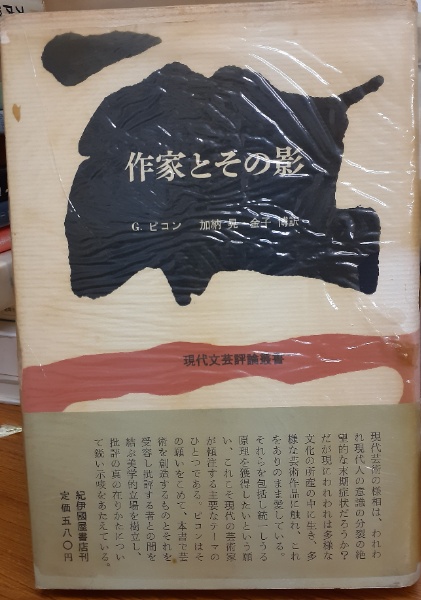 作家とその影
G. ピコン 加納 晃・金子 博訳
現代文芸評論叢書
現代芸術の様相は、われわ
れ現代人の意識の分裂の絶
望的な末期症状だろうか?
だが現にわれわれは多様な
文化の所産の中に生き、多
様な芸術作品に触れ、これ
をありのまま愛している。
それらを包括し統一しうる
原理を獲得したいという願
い、これこそ現代の芸術家
が傾注する主要なテーマの
ひとつである。ピコンはそ
の願いをこめて、本書で芸
術を創造するものとそれを
受容し批評する者との間を
結ぶ美学的立場を樹立し、
批評の真の在りかたについ
て鋭い示唆をあたえている。
紀伊國屋書店刊
定価 五八〇円